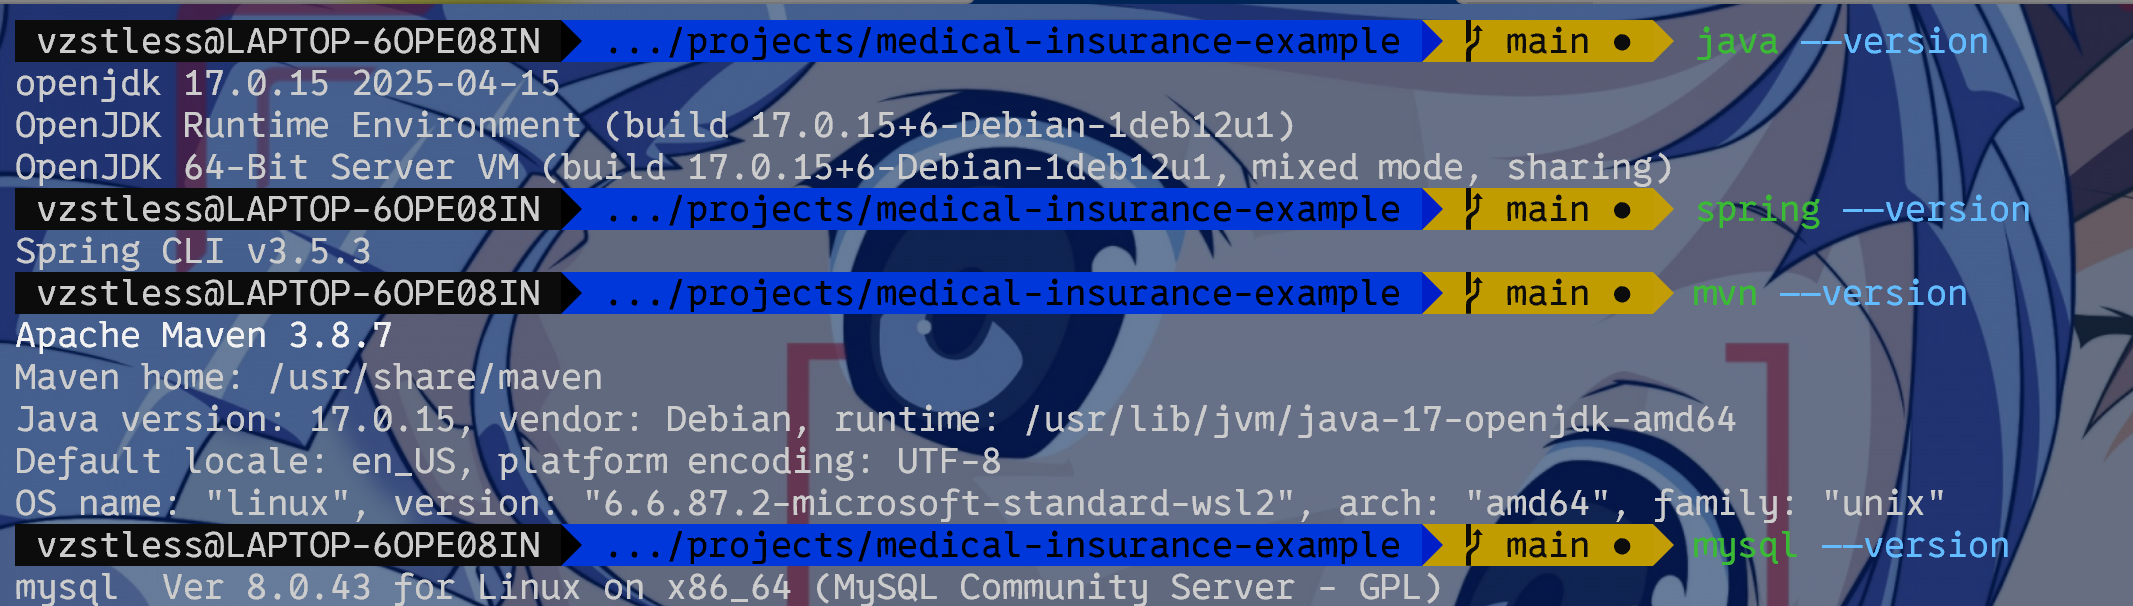 vzstless@LAPTOP-6OPE08IN .../projects/medical-insurance-example main ● java --version
openjdk 17.0.15 2025-04-15
OpenJDK Runtime Environment (build 17.0.15+6-Debian-1deb12u1)
OpenJDK 64-Bit Server VM (build 17.0.15+6-Debian-1deb12u1, mixed mode, sharing)
vzstless@LAPTOP-6OPE08IN .../projects/medical-insurance-example main ● spring --version
Spring CLI v3.5.3
vzstless@LAPTOP-6OPE08IN .../projects/medical-insurance-example main ● mvn --version
Apache Maven 3.8.7
Maven home: /usr/share/maven
Java version: 17.0.15, vendor: Debian, runtime: /usr/lib/jvm/java-17-openjdk-amd64
Default locale: en_US, platform encoding: UTF-8
OS name: "linux", version: "6.6.87.2-microsoft-standard-wsl2", arch: "amd64", family: "unix"
vzstless@LAPTOP-6OPE08IN .../projects/medical-insurance-example main ● mysql --version
mysql  Ver 8.0.43 for Linux on x86_64 (MySQL Community Server - GPL)